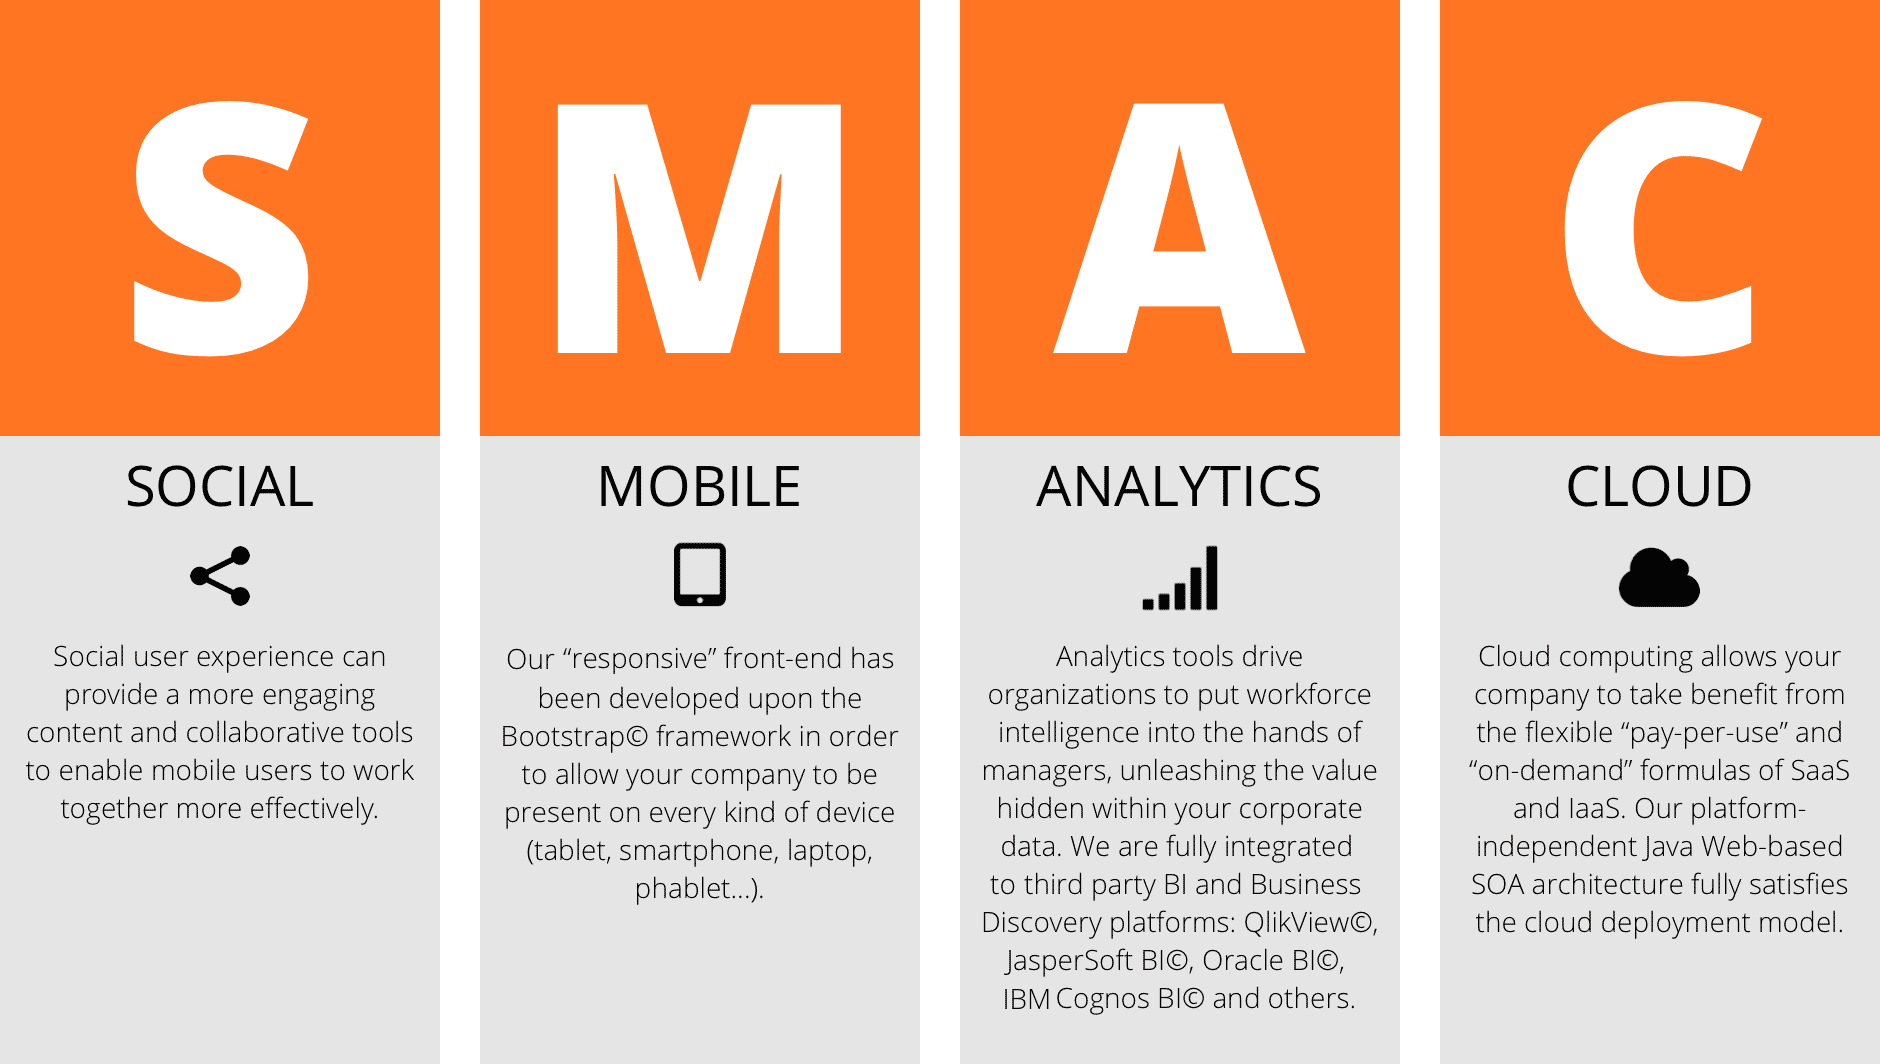 S
SOCIAL
Social user experience can
provide a more engaging
content and collaborative tools
to enable mobile users to work
together more effectively.
M
MOBILE
Our “responsive” front-end has
been developed upon the
Bootstrap© framework in order
to allow your company to be
present on every kind of device
(tablet, smartphone, laptop,
phablet...).
A
ANALYTICS
Analytics tools drive
organizations to put workforce
intelligence into the hands of
managers, unleashing the value
hidden within your corporate
data. We are fully integrated
to third party BI and Business
Discovery platforms: QlikView©,
JasperSoft BI©, Oracle BI©,
IBM Cognos BI© and others.
C
CLOUD
Cloud computing allows your
company to take benefit from
the flexible “pay-per-use” and
“on-demand” formulas of SaaS
and IaaS. Our platform-
independent Java Web-based
SOA architecture fully satisfies
the cloud deployment model.